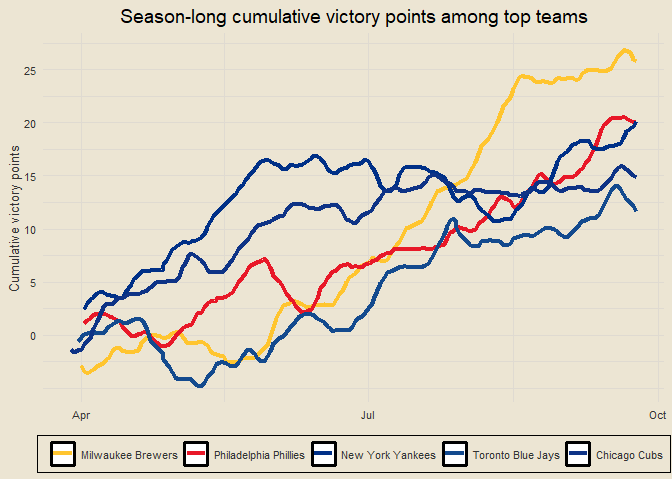 Season-long cumulative victory points among top teams
Cumulative victory points
25
20
15
10
5
0
Apr Jul Oct
Milwaukee Brewers Philadelphia Phillies New York Yankees Toronto Blue Jays Chicago Cubs